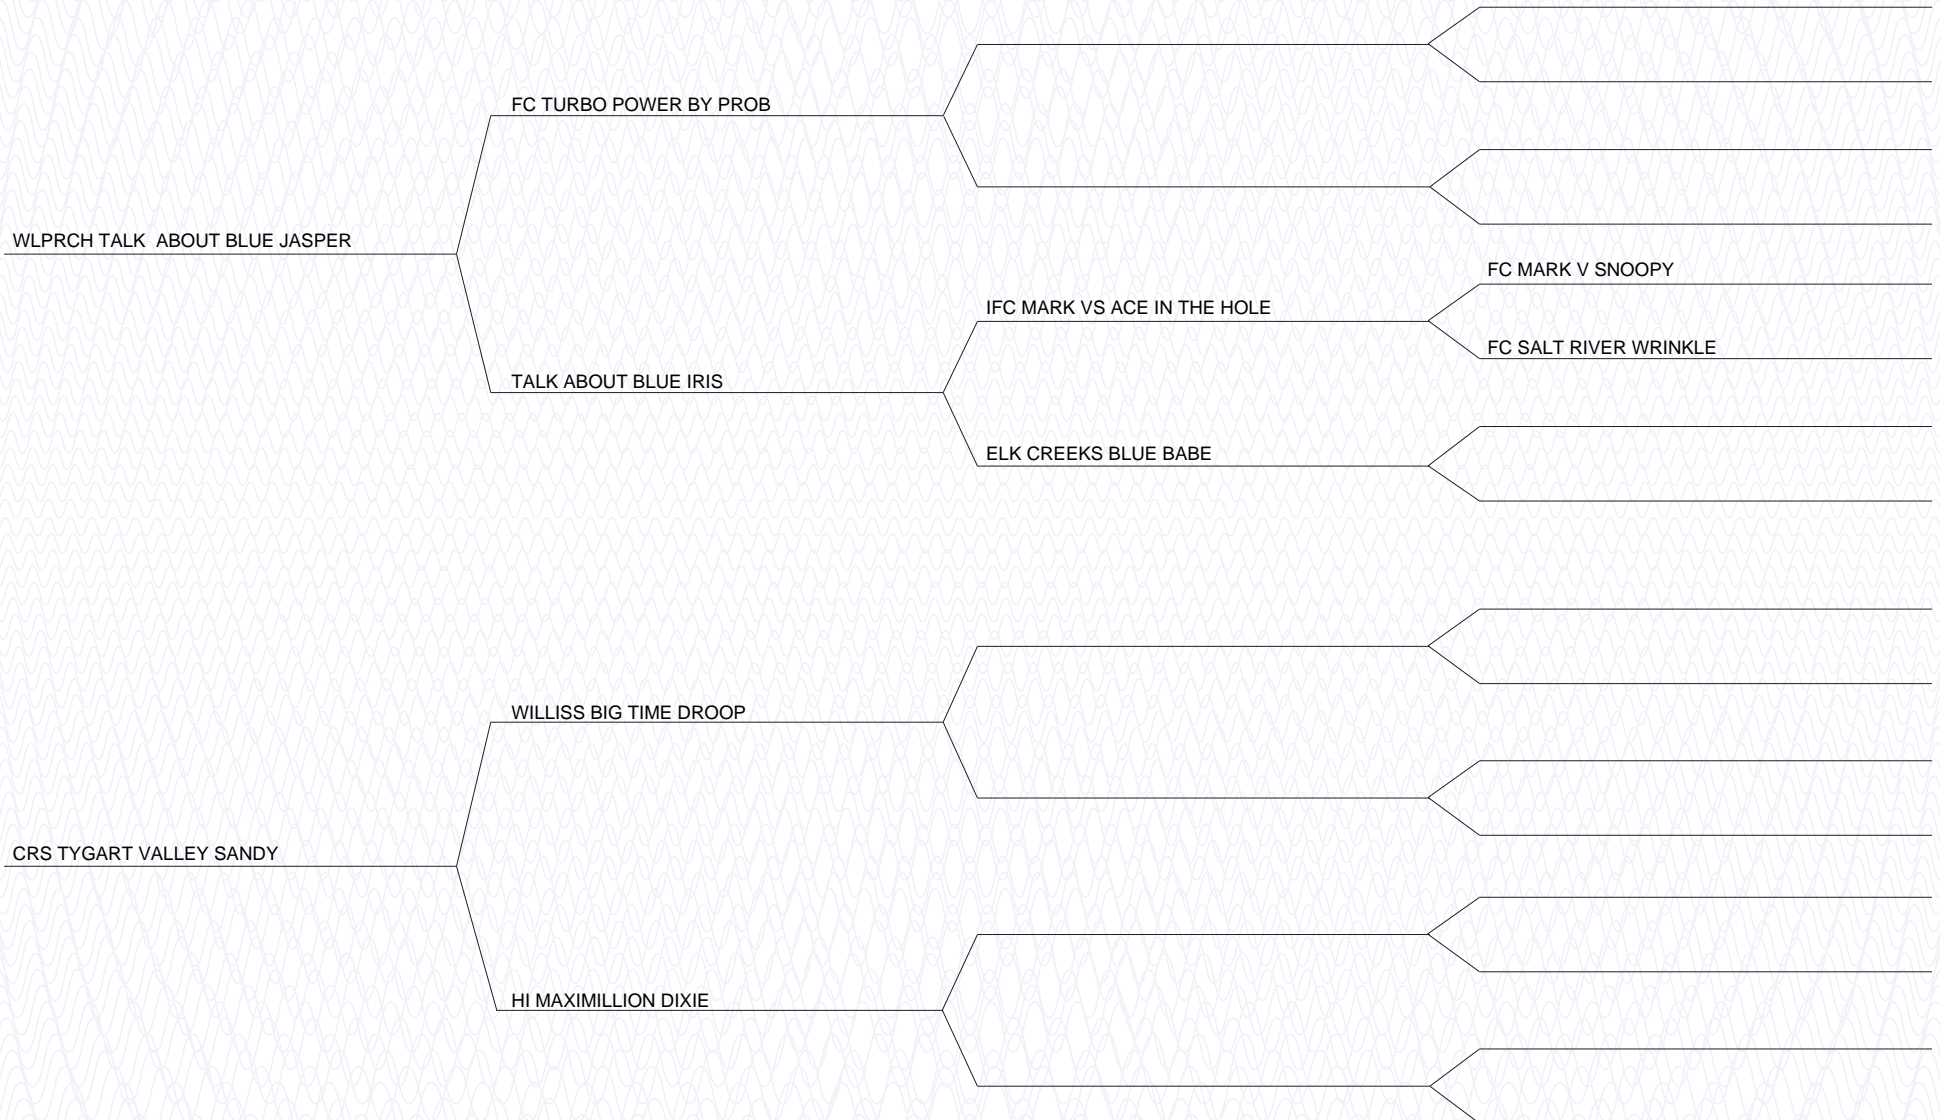 FC TURBO POWER BY PROB
WLPRCH TALK  ABOUT BLUE JASPER
FC MARK V SNOOPY
IFC MARK VS ACE IN THE HOLE
FC SALT RIVER WRINKLE
TALK ABOUT BLUE IRIS
ELK CREEKS BLUE BABE
WILLISS BIG TIME DROOP
CRS TYGART VALLEY SANDY
HI MAXIMILLION DIXIE